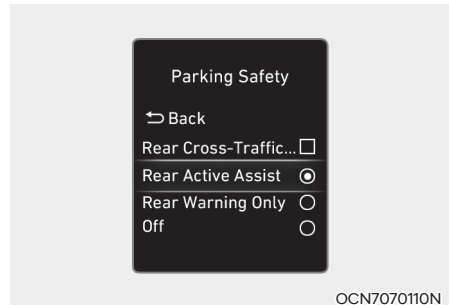 Parking Safety
Back
Rear Cross-Traffic...
Rear Active Assist
Rear Warning Only
Off
OCN7070110N